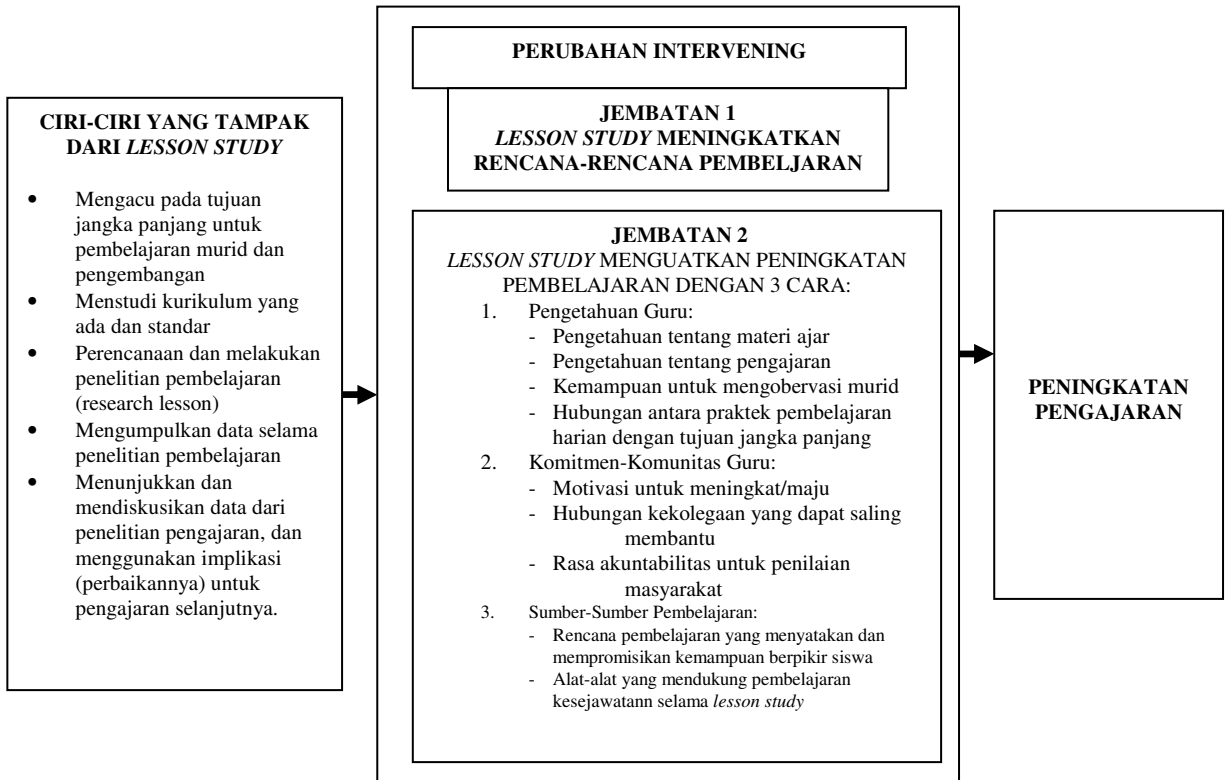 CIRI-CIRI YANG TAMPAK
DARI LESSON STUDY
• Mengacu pada tujuan
jangka panjang untuk
pembelajaran murid dan
pengembangan
• Menstudi kurikulum yang
ada dan standar
• Perencanaan dan melakukan
penelitian pembelajaran
(research lesson)
• Mengumpulkan data selama
penelitian pembelajaran
• Menunjukkan dan
mendiskusikan data dari
penelitian pengajaran, dan
menggunakan implikasi
(perbaikannya) untuk
pengajaran selanjutnya.
PERUBAHAN INTERVENING
JEMBATAN 1
LESSON STUDY MENINGKATKAN
RENCANA-RENCANA PEMBELJARAN
JEMBATAN 2
LESSON STUDY MENGUATKAN PENINGKATAN
PEMBELAJARAN DENGAN 3 CARA:
1. Pengetahuan Guru:
- Pengetahuan tentang materi ajar
- Pengetahuan tentang pengajaran
- Kemampuan untuk mengobervasi murid
- Hubungan antara praktek pembelajaran
harian dengan tujuan jangka panjang
2. Komitmen-Komunitas Guru:
- Motivasi untuk meningkat/maju
- Hubungan kekolegaan yang dapat saling
membantu
- Rasa akuntabilitas untuk penilaian
masyarakat
3. Sumber-Sumber Pembelajaran:
- Rencana pembelajaran yang menyatakan dan
mempromisikan kemampuan berpikir siswa
- Alat-alat yang mendukung pembelajaran
kesejawatann selama lesson study
PENINGKATAN
PENGAJARAN